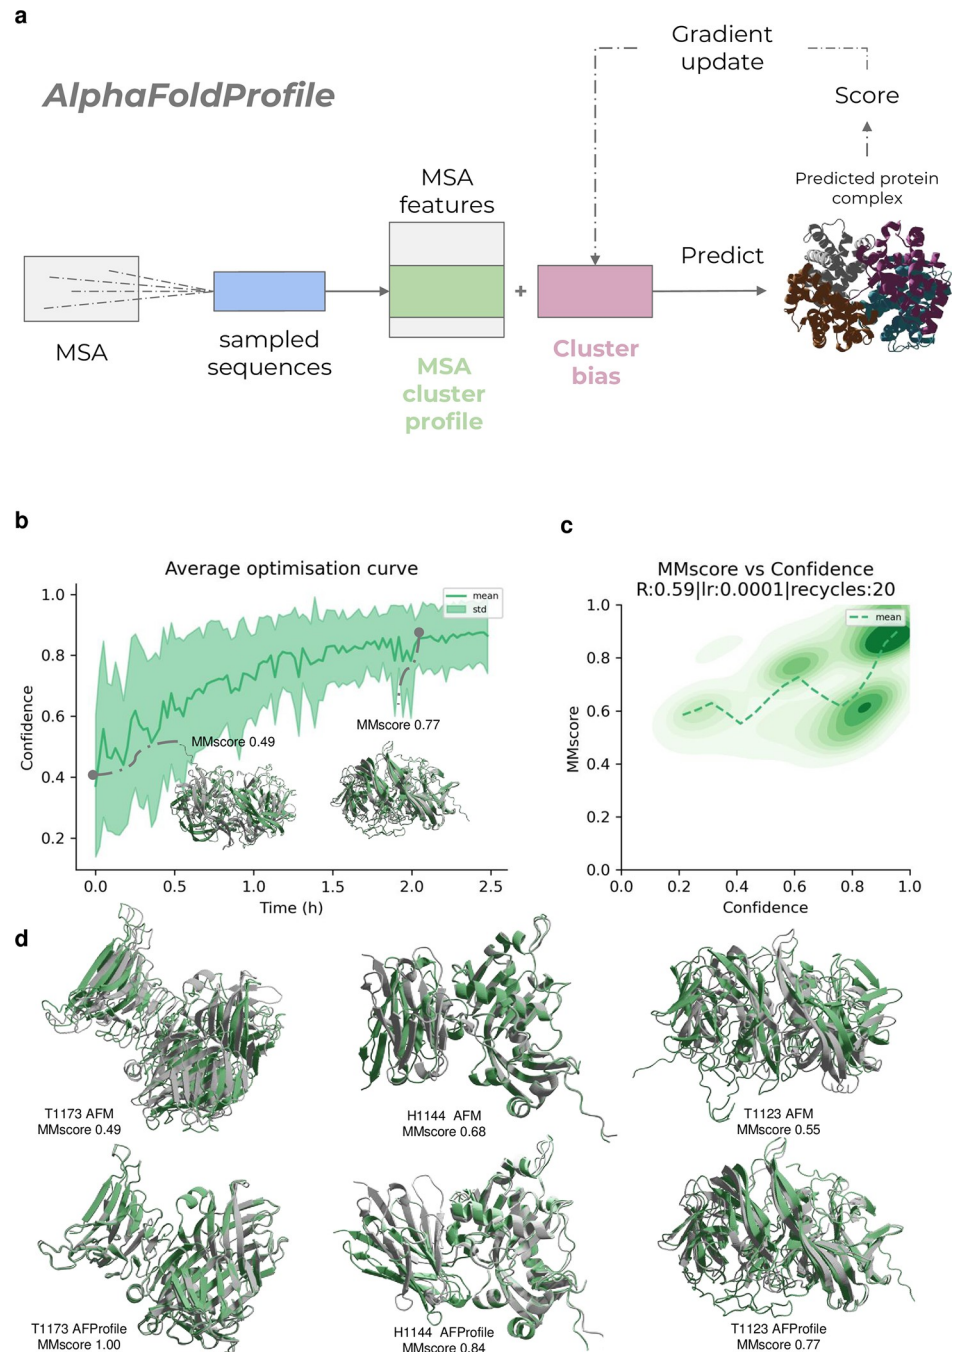 a
AlphaFoldProfile
Gradient
update
Score
Predicted protein
complex
MSA
features
Predict
+
MSA
sampled
sequences
MSA
cluster
profile
Cluster
bias
b
Average optimisation curve
mean
std
Confidence
1.0
0.8
0.6
0.4
0.2
MMscore 0.49
MMscore 0.77
0.0
0.5
1.0
1.5
2.0
2.5
Time (h)
c
MMscore vs Confidence
R:0.59|lr:0.0001|recycles:20
mean
MMscore
1.0
0.8
0.6
0.4
0.2
0.0
0.0
0.2
0.4
0.6
0.8
1.0
Confidence
d
T1173 AFM
MMscore 0.49
H1144 AFM
MMscore 0.68
T1123 AFM
MMscore 0.55
T1173 AFProfile
MMscore 1.00
H1144 AFProfile
MMscore 0.84
T1123 AFProfile
MMscore 0.77